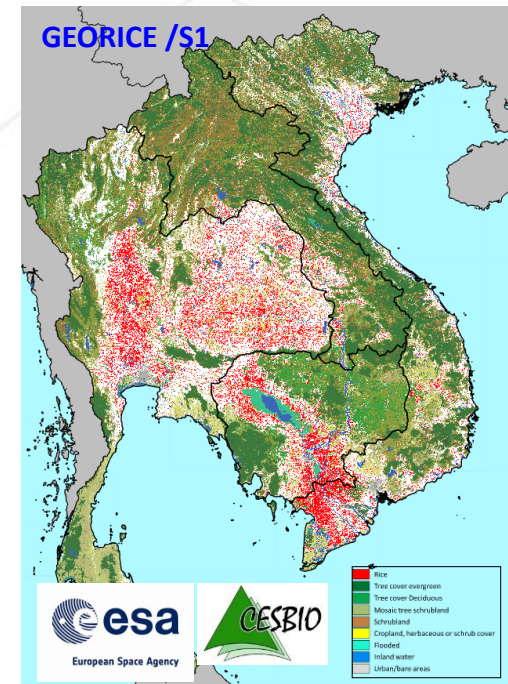 GEORICE /S1
esa
European Space Agency
CESBIO
Rice
Tree cover evergreen
Tree cover Deciduous
Mosaic tree schrubland
Schrubland
Cropland, herbaceous or schrub cover
Flooded
Inland water
Urban/bare areas